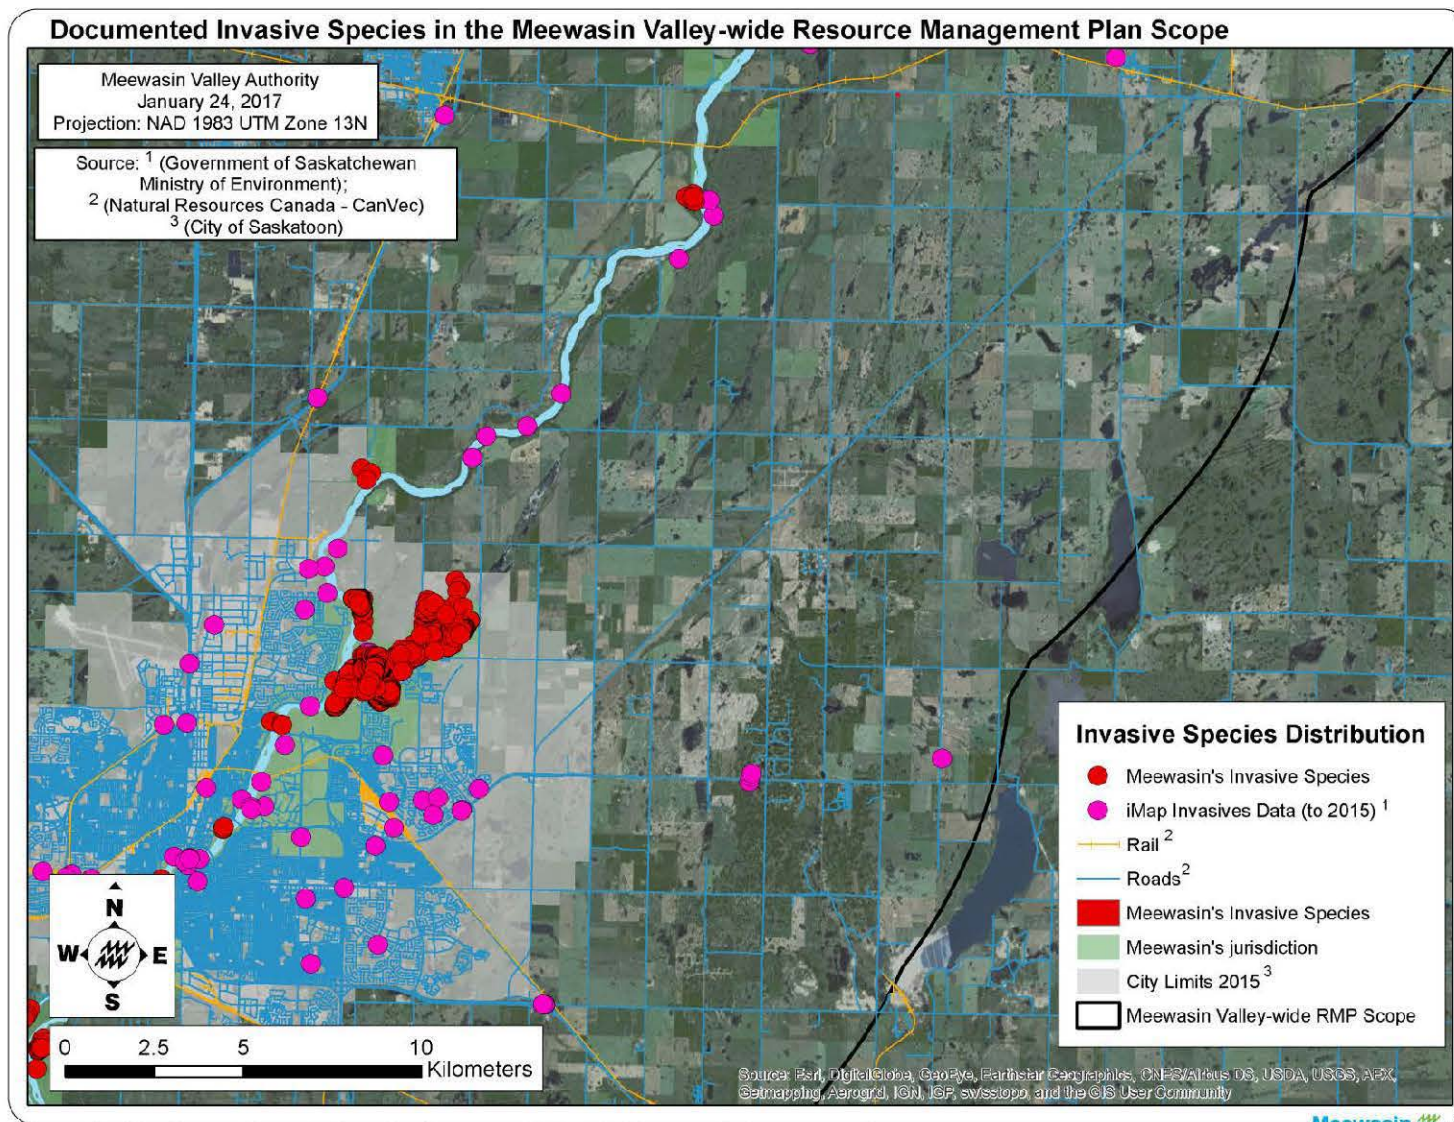 Documented Invasive Species in the Meewasin Valley-wide Resource Management Plan Scope
Meewasin Valley Authority
January 24, 2017
Projection: NAD 1983 UTM Zone 13N
Source: 1 (Government of Saskatchewan
Ministry of Environment);
2 (Natural Resources Canada - CanVec)
3 (City of Saskatoon)
Invasive Species Distribution
Meewasin's Invasive Species
iMap Invasives Data (to 2015) 1
Rail 2
Roads 2
Meewasin's Invasive Species
Meewasin's jurisdiction
City Limits 2015 3
Meewasin Valley-wide RMP Scope
N
W E
S
0 2.5 5 10
Kilometers
Source: Esri, DigitalGlobe, GeoEye, Earthstar Geographics, CNES/Airbus DS, USDA, USGS, AEX,
Getmapping, Aerogrid, IGN, IGP, swisstopo, and the GIS User Community
Meewasin